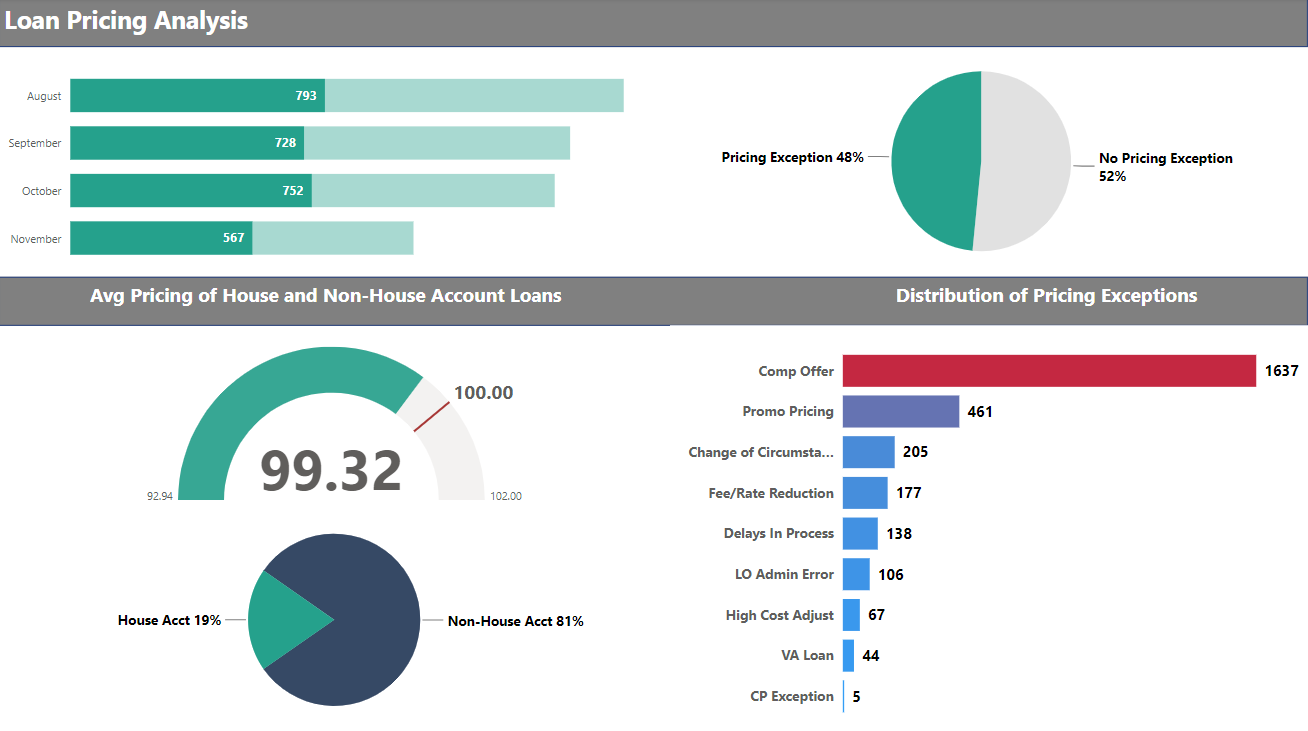 Loan Pricing Analysis
August
793
September
728
October
752
November
567
Pricing Exception 48%
No Pricing Exception
52%
Avg Pricing of House and Non-House Account Loans
100.00
99.32
92.94
102.00
House Acct 19%
Non-House Acct 81%
Distribution of Pricing Exceptions
Comp Offer
1637
Promo Pricing
461
Change of Circumsta...
205
Fee/Rate Reduction
177
Delays In Process
138
LO Admin Error
106
High Cost Adjust
67
VA Loan
44
CP Exception
5